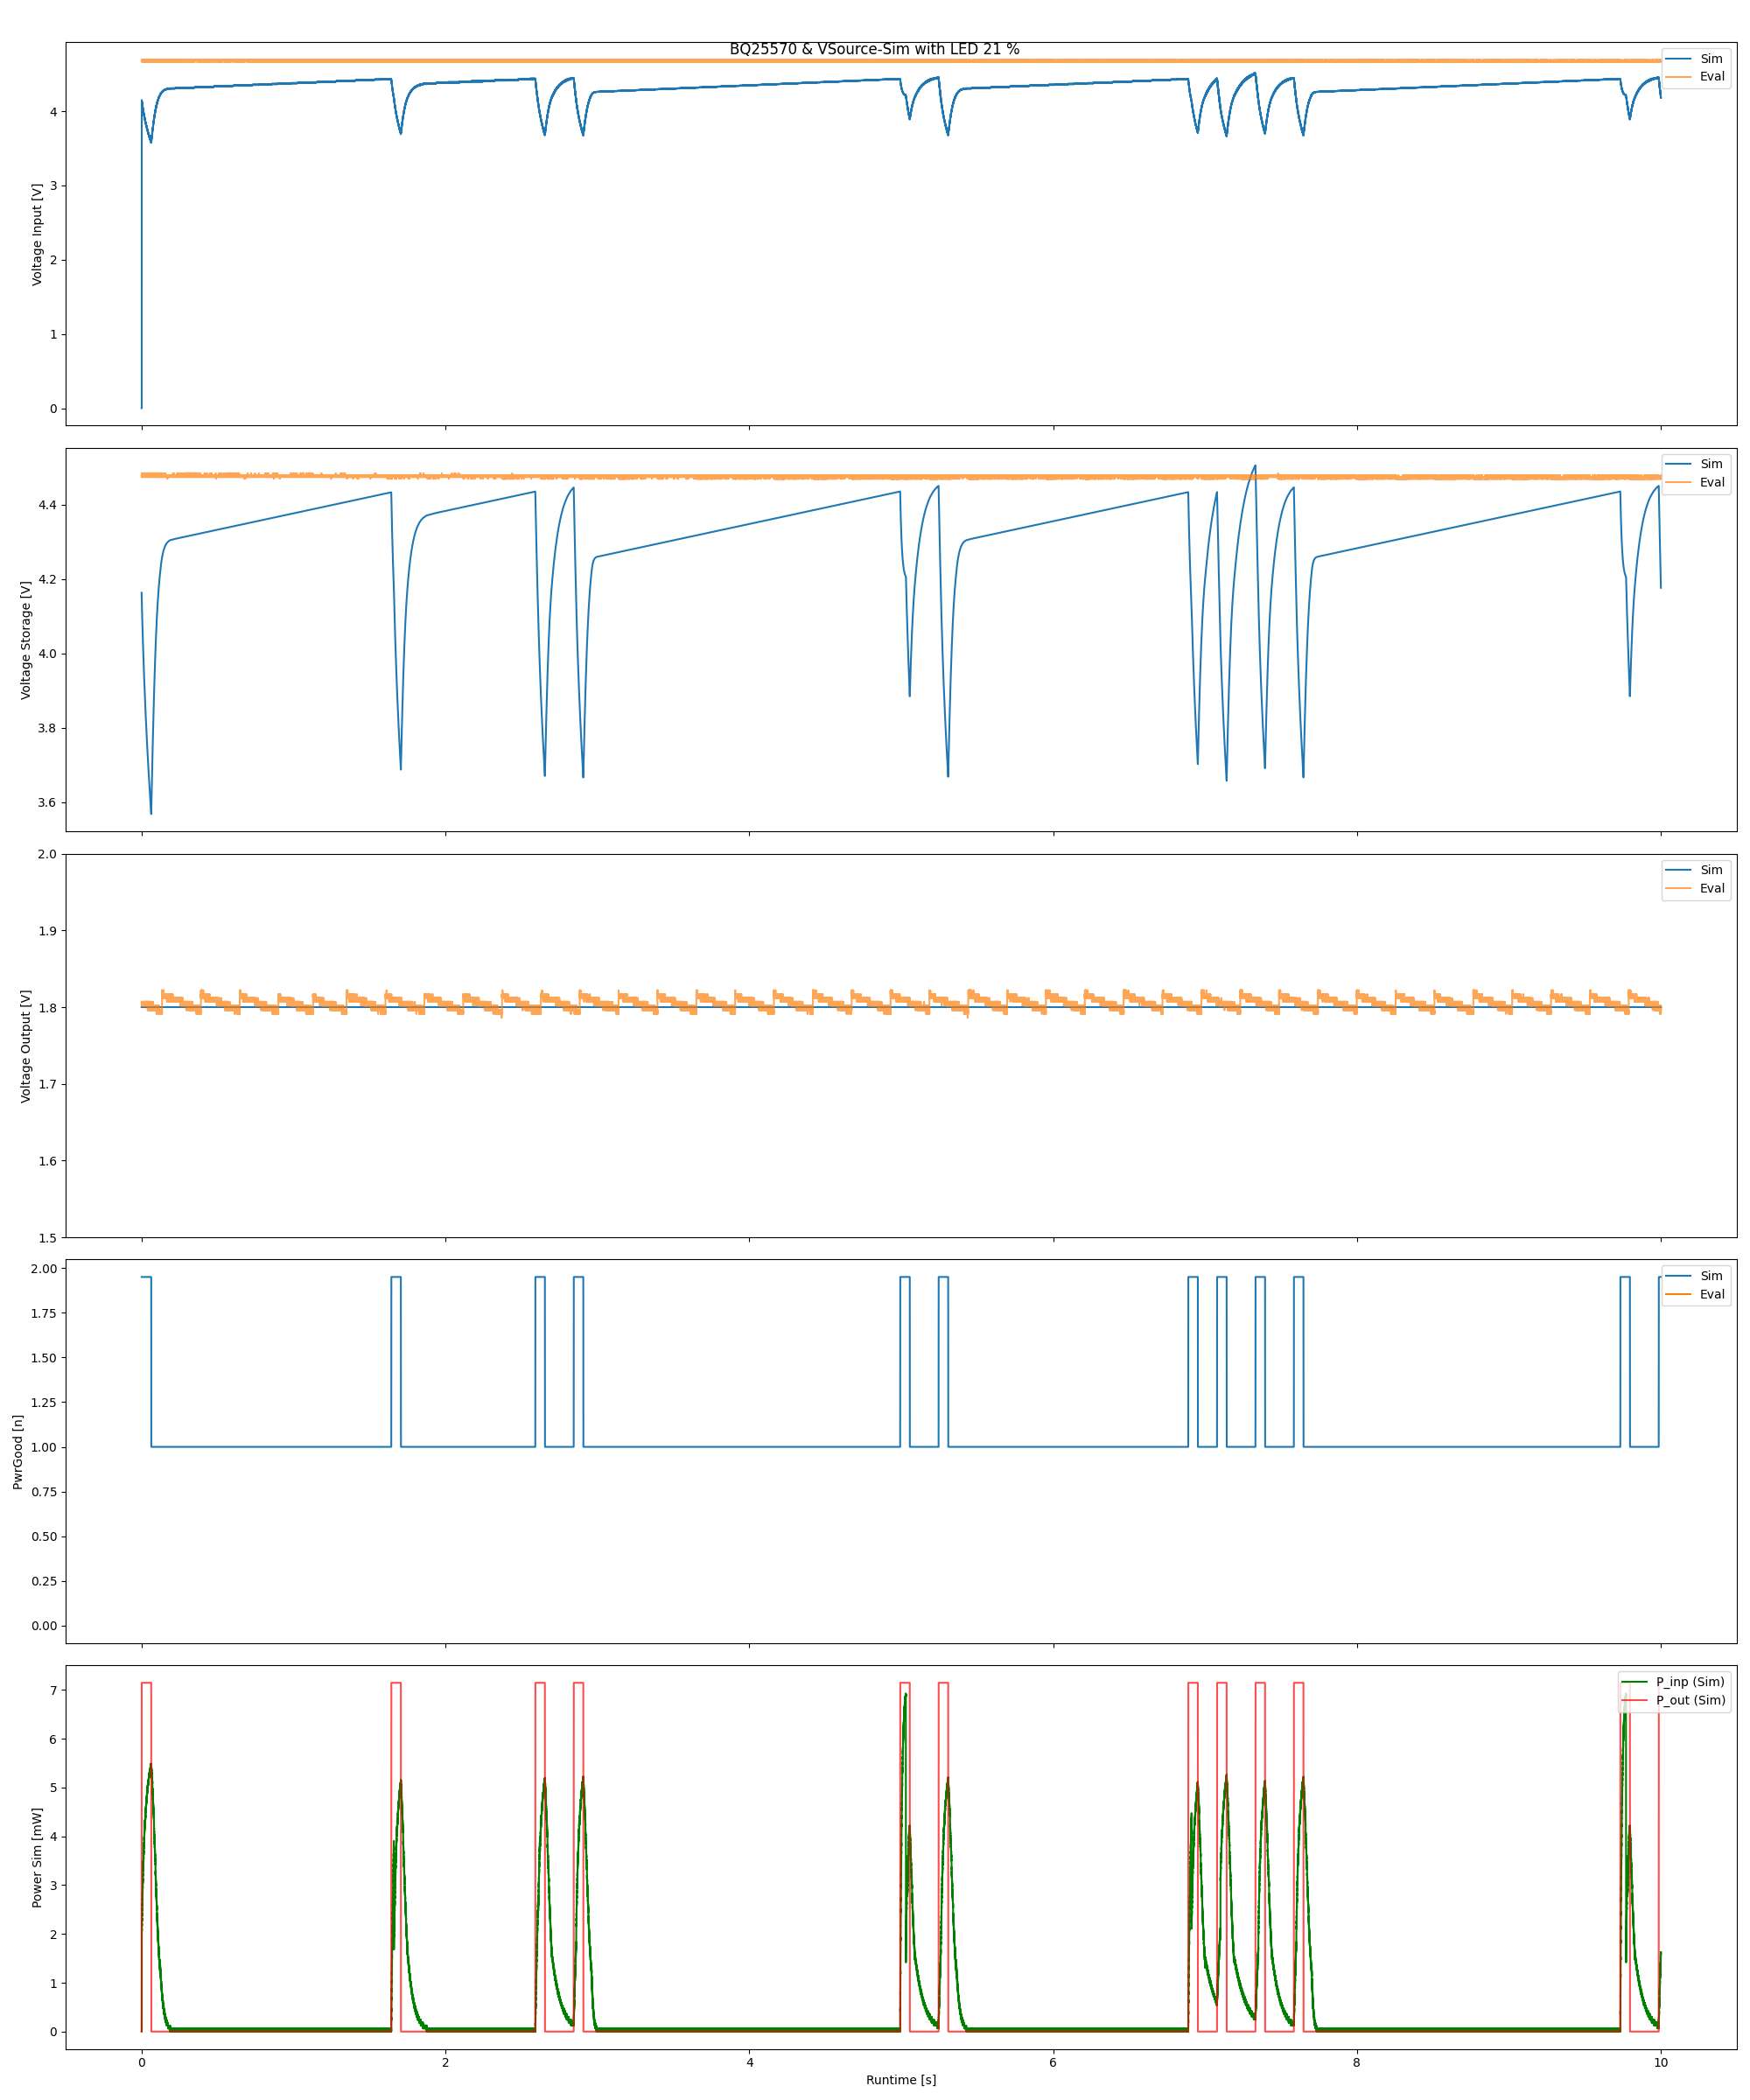 BQ25570 & VSource-Sim with LED 21 %
Sim
Eval
Voltage Input [V]
4
3
2
1
0
Sim
Eval
Voltage Storage [V]
4.4
4.2
4.0
3.8
3.6
Sim
Eval
Voltage Output [V]
2.0
1.9
1.8
1.7
1.6
1.5
Sim
Eval
PwrGood [n]
2.00
1.75
1.50
1.25
1.00
0.75
0.50
0.25
0.00
P_inp (Sim)
P_out (Sim)
Power Sim [mW]
7
6
5
4
3
2
1
0
0 2 4 6 8 10
Runtime [s]